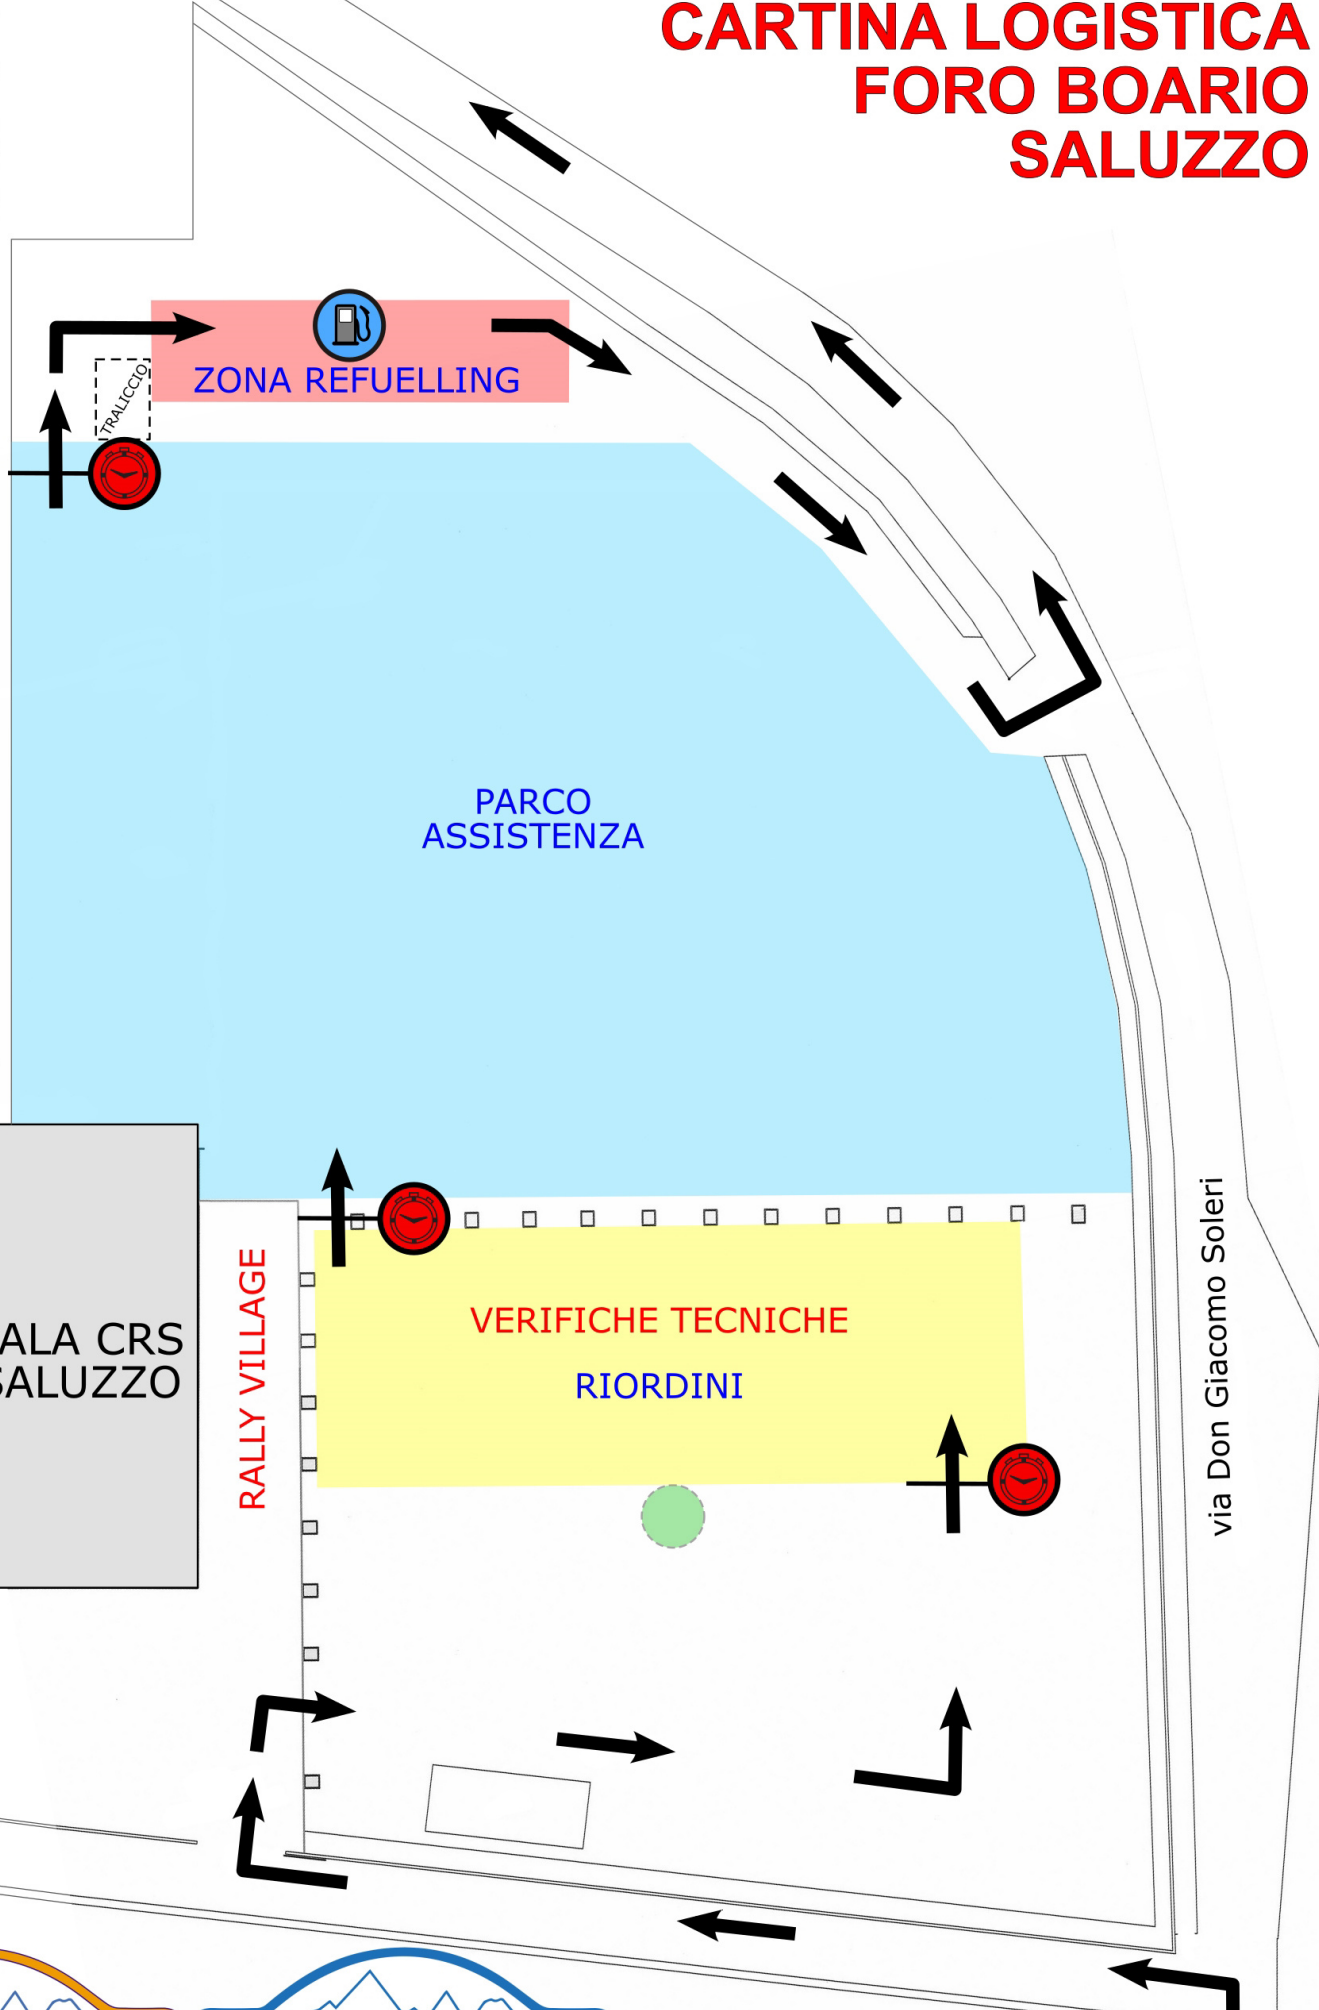 CARTINA LOGISTICA
FORO BOARIO
SALUZZO
ZONA REFUELLING
TRALICCIO
PARCO
ASSISTENZA
via Don Giacomo Soleri
RALLY VILLAGE
VERIFICHE TECNICHE
RIORDINI
ALA CRS
SALUZZO